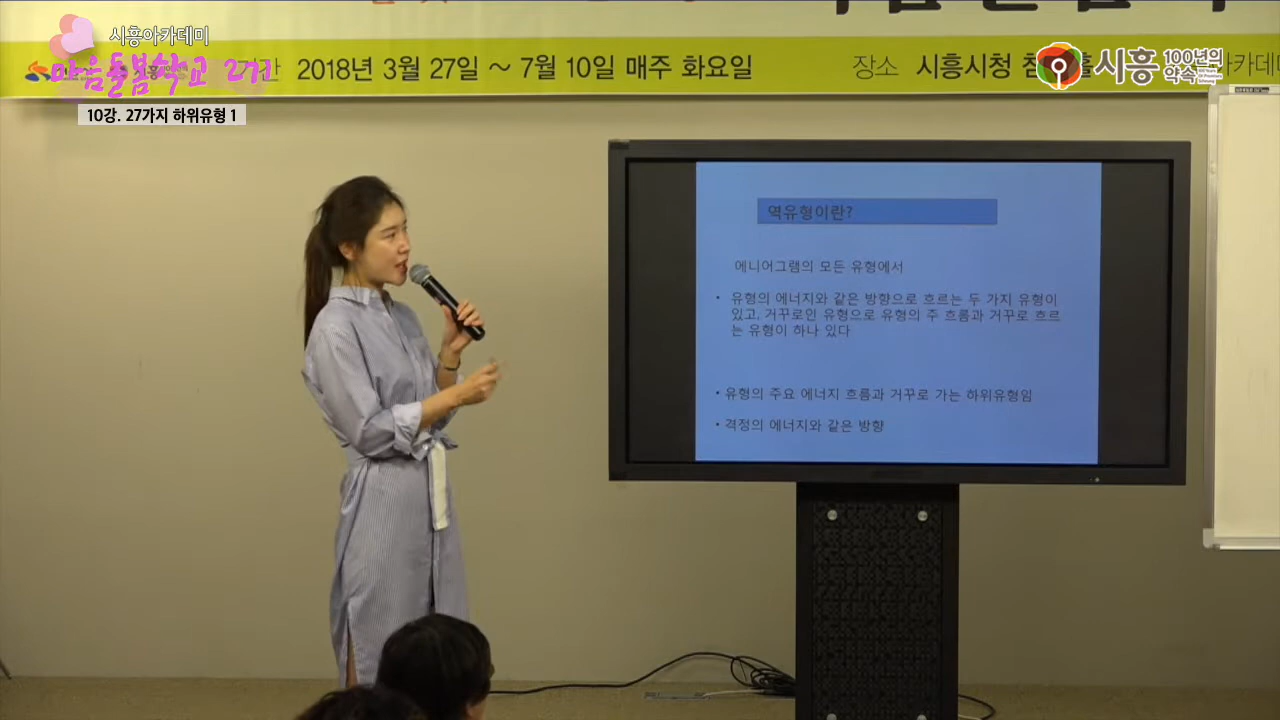 시흥아카데미
마음돌봄학교 2기
10강. 27가지 하위유형 1
2018년 3월 27일 ~ 7월 10일 매주 화요일
장소 시흥시청
시흥 100년의 약속
역유형이란?
에니어그램의 모든 유형에서
• 유형의 에너지와 같은 방향으로 흐르는 두 가지 유형이
있고, 거꾸로인 유형으로 유형의 주 흐름과 거꾸로 흐르
는 유형이 하나 있다
• 유형의 주요 에너지 흐름과 거꾸로 가는 하위유형임
• 격정의 에너지와 같은 방향